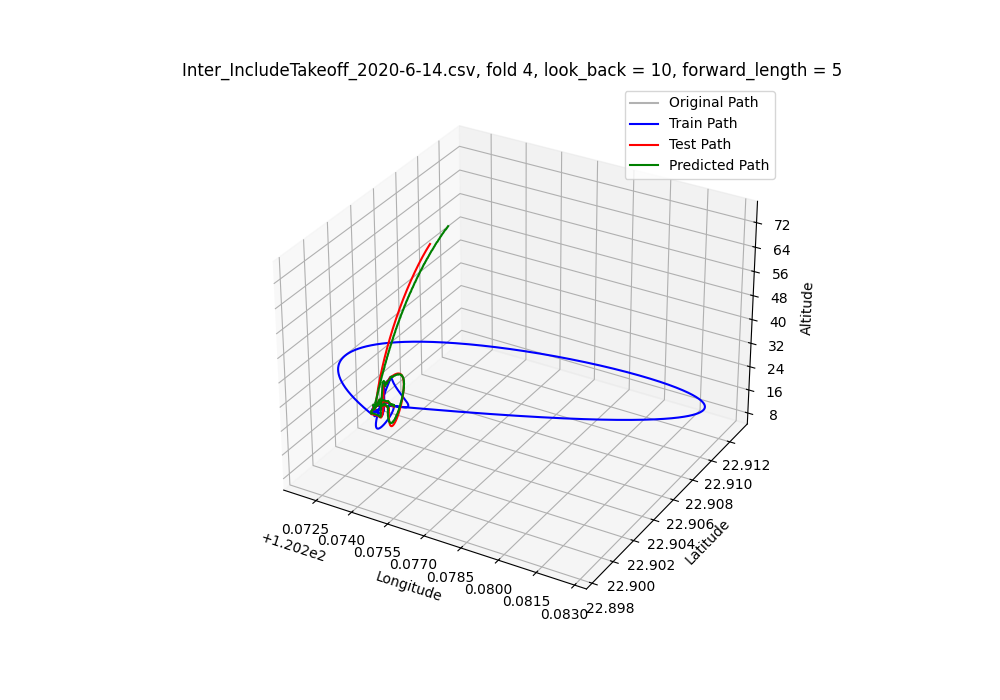 Inter_IncludeTakeoff_2020-6-14.csv, fold 4, look_back = 10, forward_length = 5
Original Path
Train Path
Test Path
Predicted Path
72
64
56
48
40
32
24
16
8
Altitude
22.912
22.910
22.908
22.906
22.904
22.902
22.900
22.898
Latitude
0.0725
0.0740
0.0755
0.0770
0.0785
0.0800
0.0815
0.0830
+1.202e2
Longitude